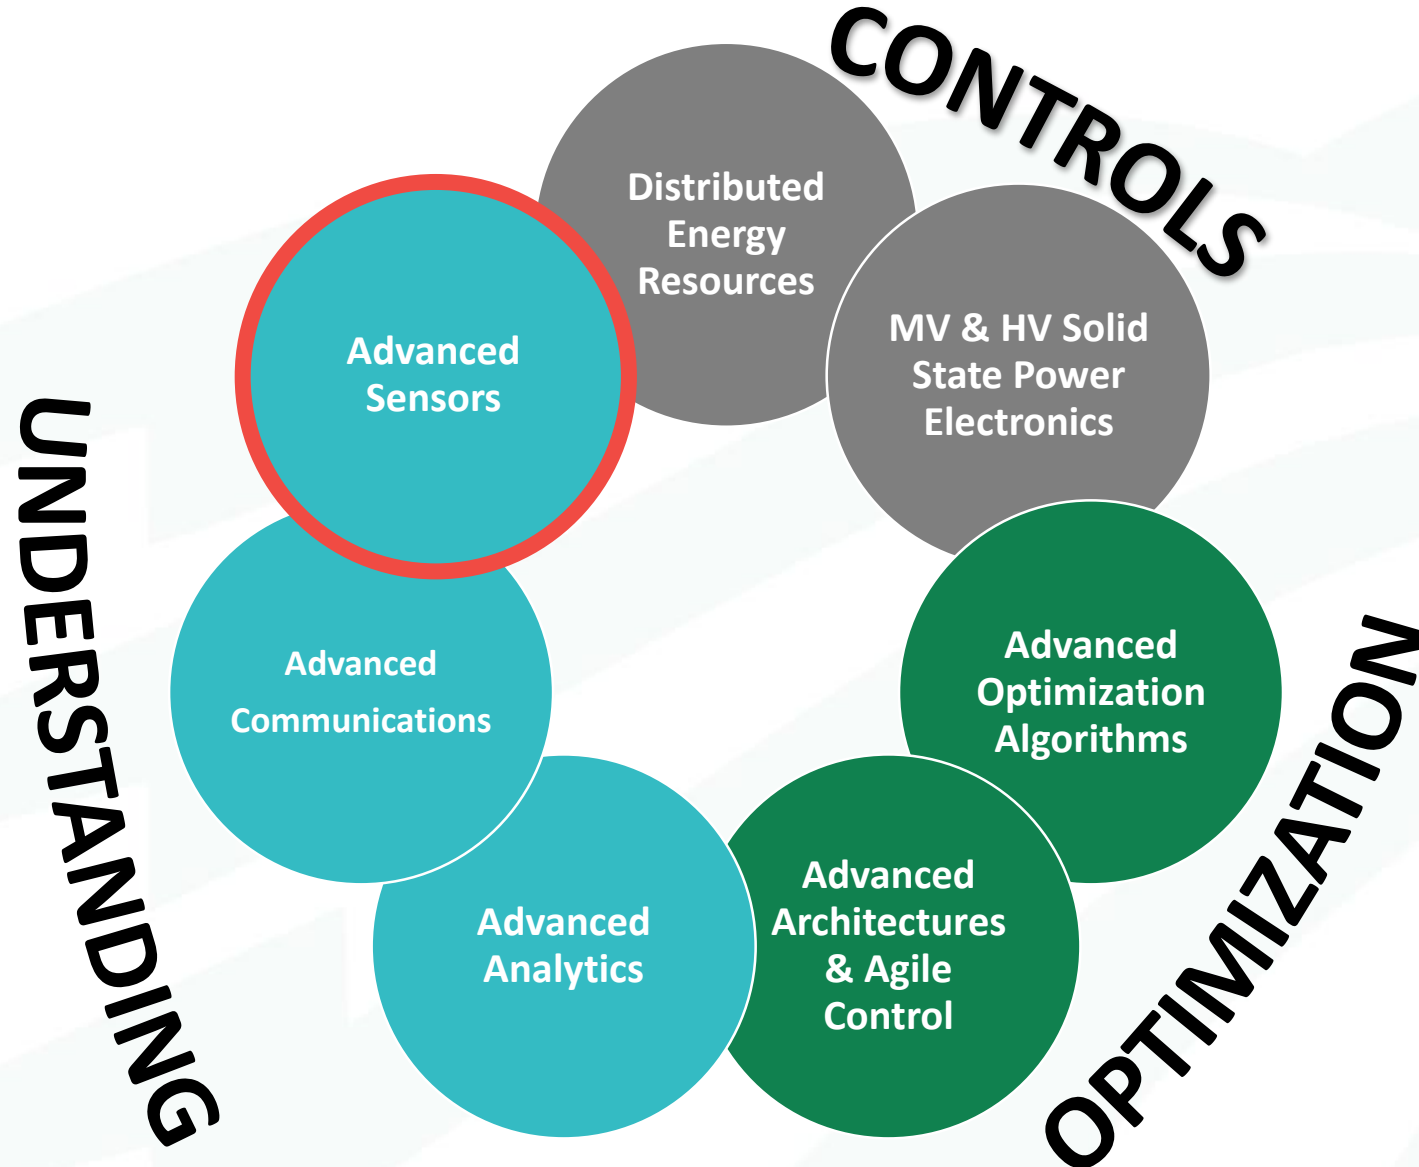 CONTROLS
Distributed
Energy
Resources
MV & HV Solid
State Power
Electronics
Advanced
Sensors
UNDERSTANDING
Advanced
Communications
Advanced
Optimization
Algorithms
OPTIMIZATION
Advanced
Analytics
Advanced
Architectures
& Agile
Control